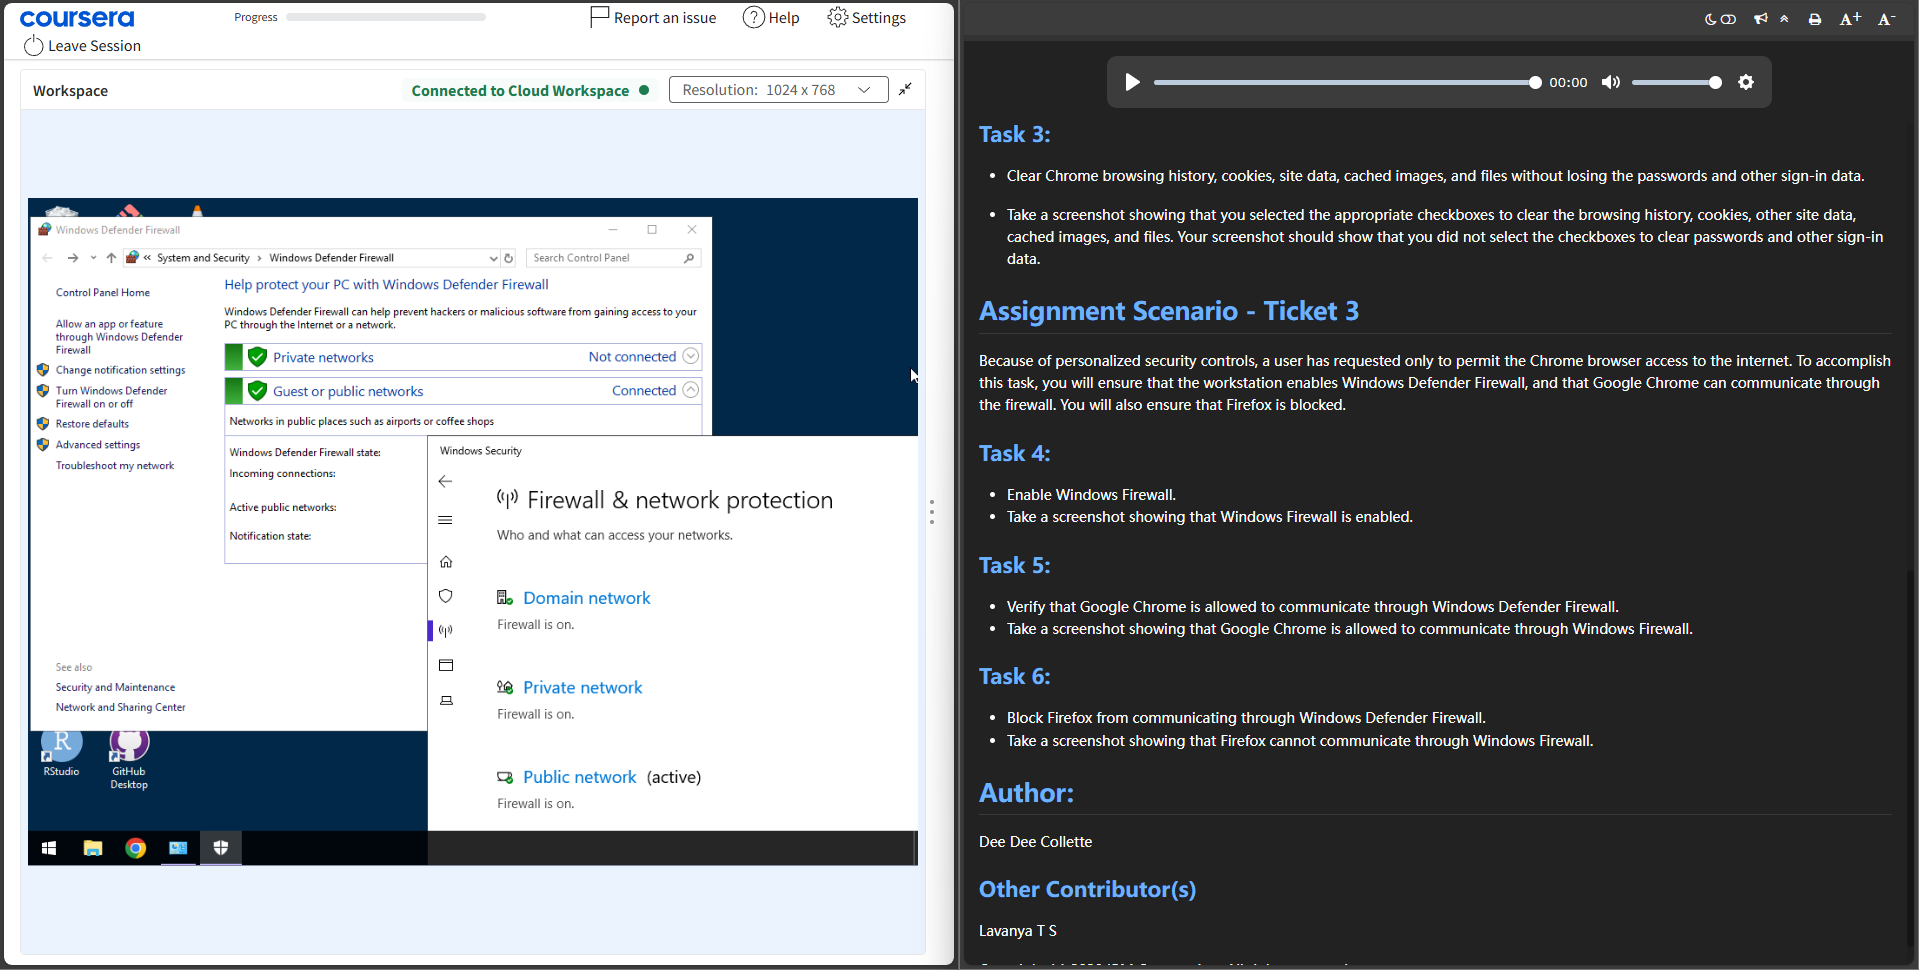 coursera
Progress
Report an issue
Help
Settings
Leave Session
Workspace
Connected to Cloud Workspace
Resolution: 1024 x 768
Windows Defender Firewall
« System and Security › Windows Defender Firewall
Search Control Panel
Control Panel Home
Allow an app or feature
through Windows Defender
Firewall
Change notification settings
Turn Windows Defender
Firewall on or off
Restore defaults
Advanced settings
Troubleshoot my network
See also
Security and Maintenance
Network and Sharing Center
Help protect your PC with Windows Defender Firewall
Windows Defender Firewall can help prevent hackers or malicious software from gaining access to your
PC through the Internet or a network.
Private networks Not connected
Guest or public networks Connected
Networks in public places such as airports or coffee shops
Windows Defender Firewall state:
Incoming connections:
Active public networks:
Notification state:
Windows Security
Firewall & network protection
Who and what can access your networks.
Domain network
Firewall is on.
Private network
Firewall is on.
Public network (active)
Firewall is on.
R
RStudio
GitHub
Desktop
A+
A-
00:00
Task 3:
• Clear Chrome browsing history, cookies, site data, cached images, and files without losing the passwords and other sign-in data.
• Take a screenshot showing that you selected the appropriate checkboxes to clear the browsing history, cookies, other site data,
cached images, and files. Your screenshot should show that you did not select the checkboxes to clear passwords and other sign-in
data.
Assignment Scenario - Ticket 3
Because of personalized security controls, a user has requested only to permit the Chrome browser access to the internet. To accomplish
this task, you will ensure that the workstation enables Windows Defender Firewall, and that Google Chrome can communicate through
the firewall. You will also ensure that Firefox is blocked.
Task 4:
• Enable Windows Firewall.
• Take a screenshot showing that Windows Firewall is enabled.
Task 5:
• Verify that Google Chrome is allowed to communicate through Windows Defender Firewall.
• Take a screenshot showing that Google Chrome is allowed to communicate through Windows Firewall.
Task 6:
• Block Firefox from communicating through Windows Defender Firewall.
• Take a screenshot showing that Firefox cannot communicate through Windows Firewall.
Author:
Dee Dee Collette
Other Contributor(s)
Lavanya T S